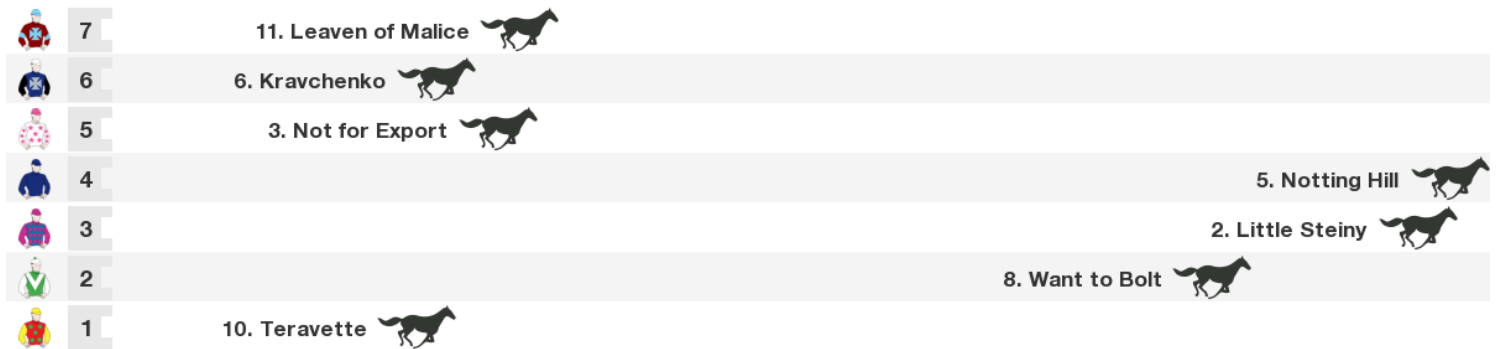 7 11. Leaven of Malice
6 6. Kravchenko
5 3. Not for Export
4 5. Notting Hill
3 2. Little Steiny
2 8. Want to Bolt
1 10. Teravette